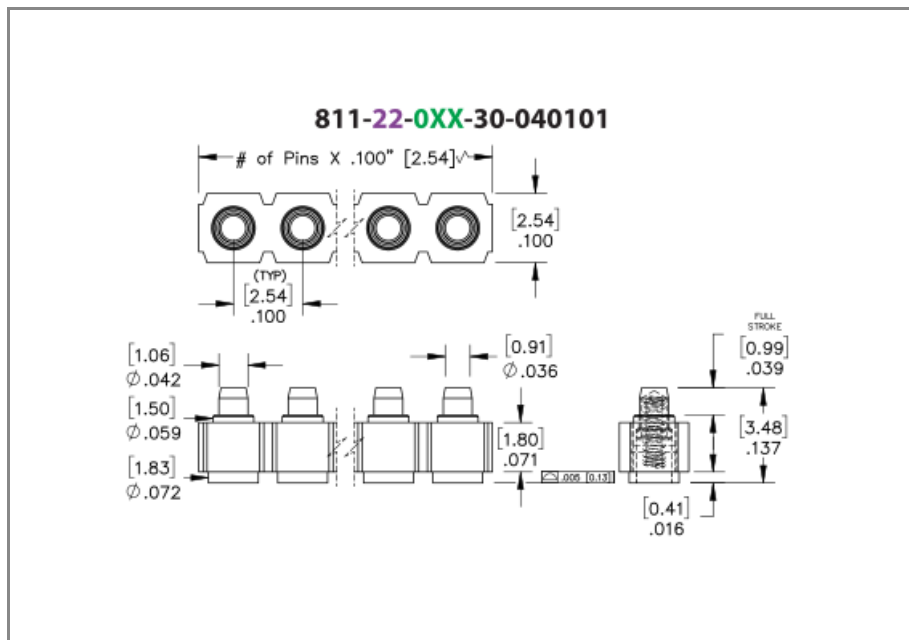 811-22-0XX-30-040101
# of Pins X .100" [2.54]
[2.54]
.100
(TYP)
[2.54]
.100
FULL
STROKE
[0.99]
.039
[1.06]
Ø.042
[0.91]
Ø.036
[1.50]
Ø.059
[1.80]
.071
[3.48]
.137
[1.83]
Ø.072
.005 [0.13]
[0.41]
.016